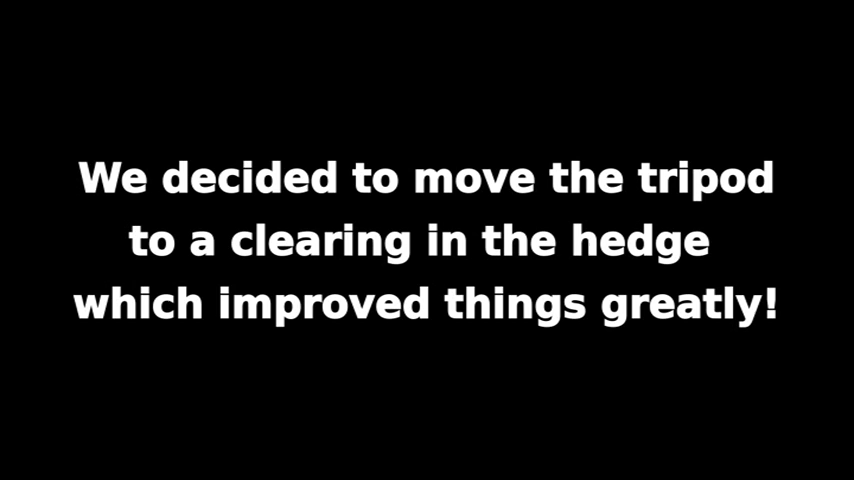 We decided to move the tripod
to a clearing in the hedge
which improved things greatly!